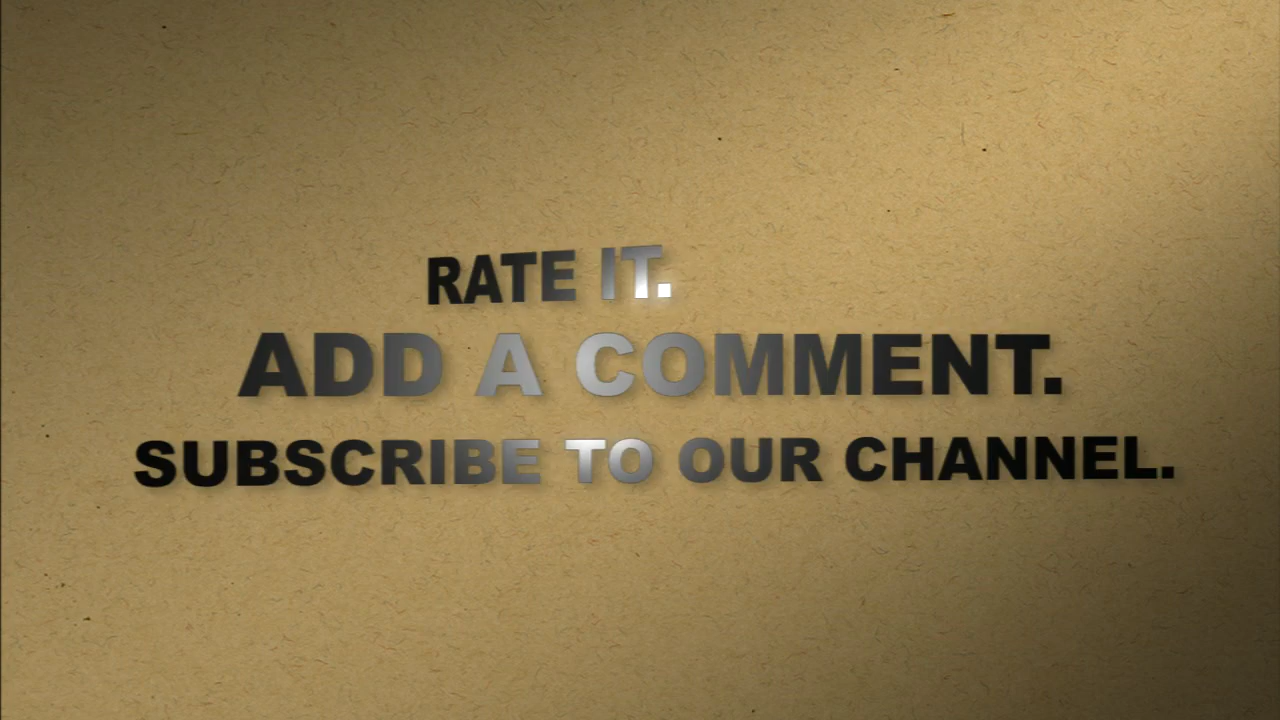 RATE IT.
ADD A COMMENT.
SUBSCRIBE TO OUR CHANNEL.